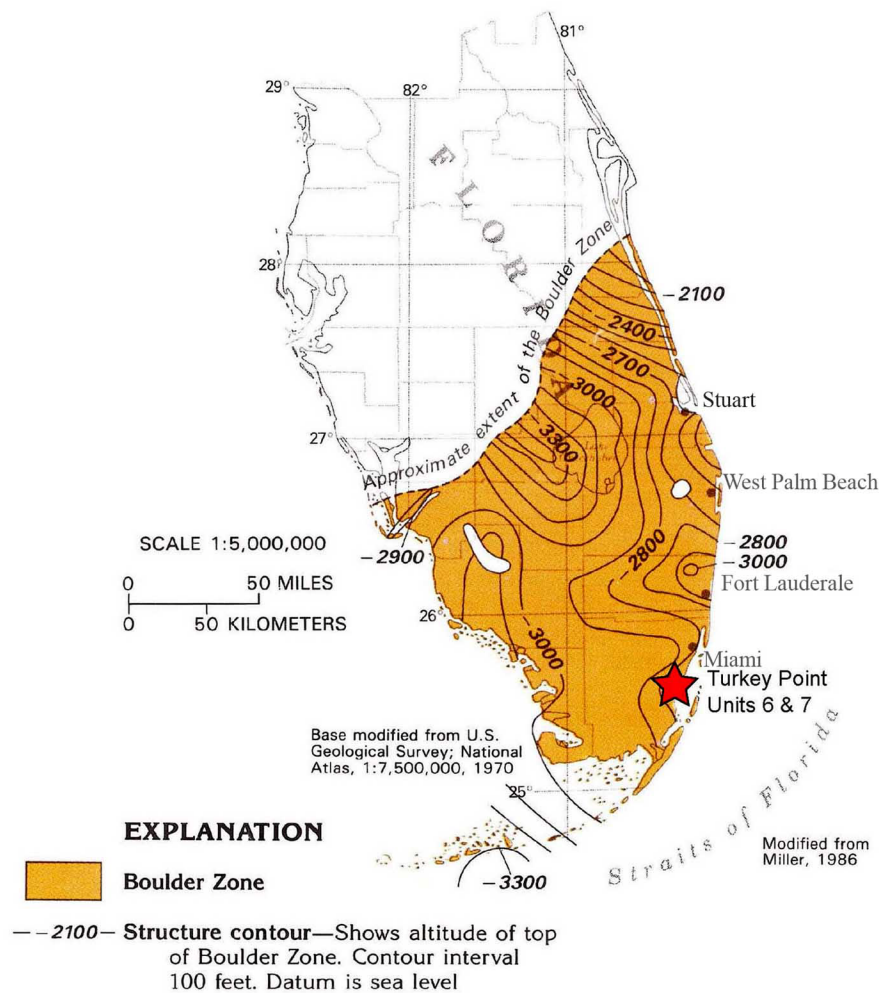 81°
29°
82°
FLORIDA
28°
Approximate extent of the Boulder Zone
-2100
-2400
-2700
-3000
Stuart
-3300
27°
West Palm Beach
SCALE 1:5,000,000
-2900
-2800
-2800
-3000
0 50 MILES
Fort Lauderale
0 50 KILOMETERS
26°
-3000
Miami
Turkey Point
Units 6 & 7
Base modified from U.S.
Geological Survey; National
Atlas, 1:7,500,000, 1970
25°
Straits of Florida
EXPLANATION
Modified from
Miller, 1986
Boulder Zone
-3300
— -2100— Structure contour—Shows altitude of top
of Boulder Zone. Contour interval
100 feet. Datum is sea level